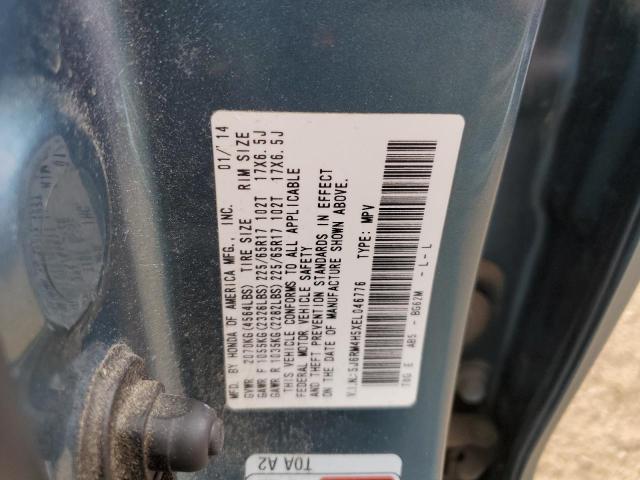 MFD. BY HONDA OF AMERICA MFG., INC. 01/'14
GVWR 2070KG(4564LBS) TIRE SIZE RIM SIZE
GAWR F 1055KG(2326LBS) 225/65R17 102T 17X6.5J
GAWR R 1035KG(2282LBS) 225/65R17 102T 17X6.5J
THIS VEHICLE CONFORMS TO ALL APPLICABLE
FEDERAL MOTOR VEHICLE SAFETY
AND THEFT PREVENTION STANDARDS IN EFFECT
ON THE DATE OF MANUFACTURE SHOWN ABOVE.
V.I.N.: 5J6RM4H5XEL046776 TYPE: MPV
T0G E AB5 - BG62M - L - L
T0A A2